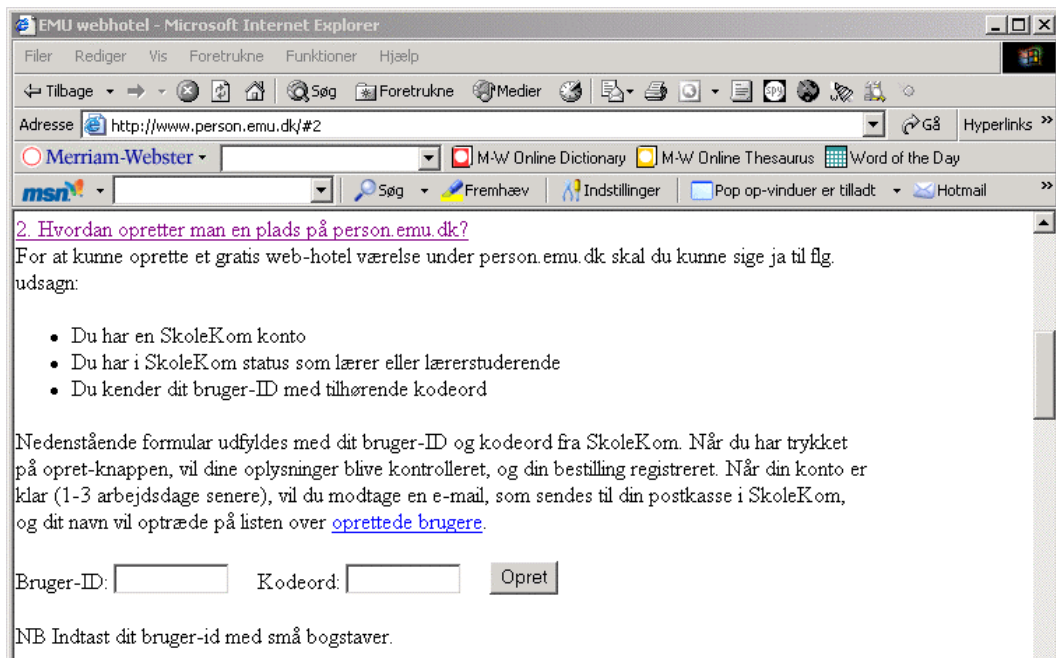 EMU webhotel - Microsoft Internet Explorer
Filer Rediger Vis Foretrukne Funktioner Hjælp
Tilbage Søg Foretrukne Medier SPY
Adresse http://www.person.emu.dk/#2 Gå Hyperlinks »
Merriam-Webster M-W Online Dictionary M-W Online Thesaurus Word of the Day
msn Søg Fremhæv Indstillinger Pop op-vinduer er tilladt Hotmail »
2. Hvordan opretter man en plads på person.emu.dk?
For at kunne oprette et gratis web-hotel værelse under person.emu.dk skal du kunne sige ja til flg.
udsagn:
• Du har en SkoleKom konto
• Du har i SkoleKom status som lærer eller lærerstuderende
• Du kender dit bruger-ID med tilhørende kodeord
Nedenstående formular udfyldes med dit bruger-ID og kodeord fra SkoleKom. Når du har trykket
på opret-knappen, vil dine oplysninger blive kontrolleret, og din bestilling registreret. Når din konto er
klar (1-3 arbejdsdage senere), vil du modtage en e-mail, som sendes til din postkasse i SkoleKom,
og dit navn vil optræde på listen over oprettede brugere.
Bruger-ID: Kodeord: Opret
NB Indtast dit bruger-id med små bogstaver.